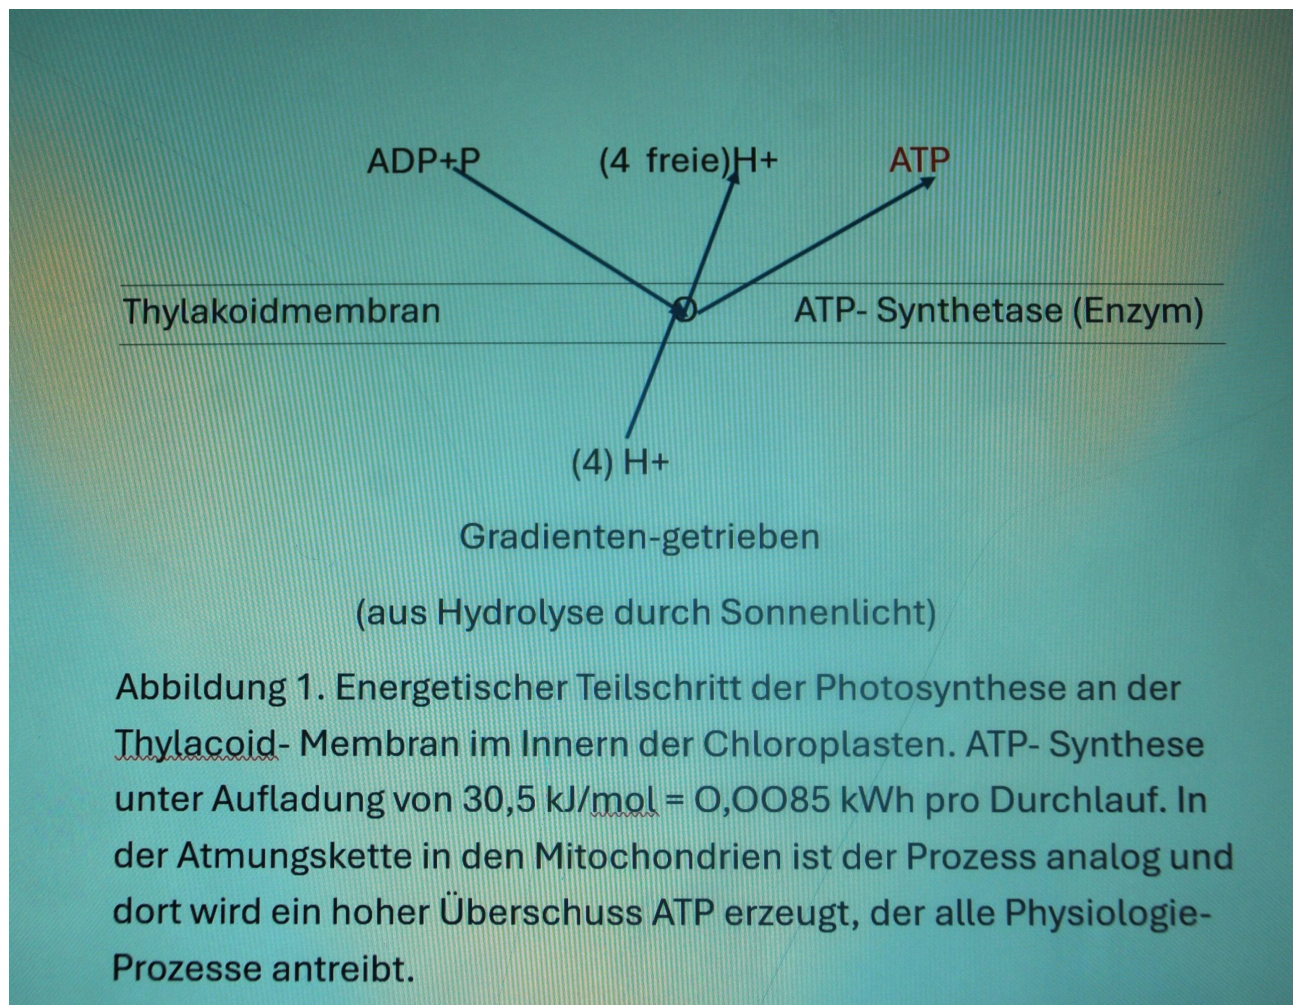 ADP+P (4 freie)H+ ATP
Thylakoidmembran ATP- Synthetase (Enzym)
(4) H+
Gradienten-getrieben
(aus Hydrolyse durch Sonnenlicht)
Abbildung 1. Energetischer Teilschritt der Photosynthese an der
Thylacoid- Membran im Innern der Chloroplasten. ATP- Synthese
unter Aufladung von 30,5 kJ/mol = O,OO85 kWh pro Durchlauf. In
der Atmungskette in den Mitochondrien ist der Prozess analog und
dort wird ein hoher Überschuss ATP erzeugt, der alle Physiologie-
Prozesse antreibt.